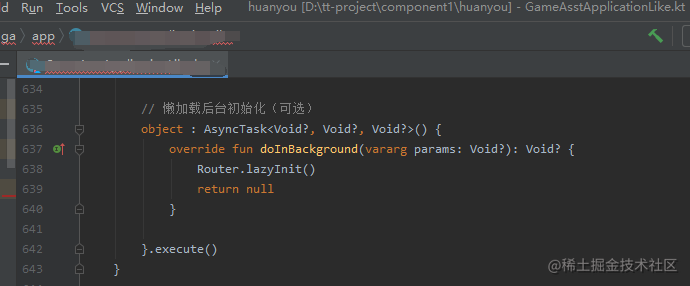 d Run Tools VCS Window Help huanyou [D:\tt-project\component1\huanyou] - GameAsstApplicationLike.kt
ga app
634
635 // 懒加载后台初始化（可选）
636 object : AsyncTask<Void?, Void?, Void?>() {
637 override fun doInBackground(vararg params: Void?): Void? {
638 Router.lazyInit()
639 return null
640 }
641
642 }.execute()
643 }
@稀土掘金技术社区